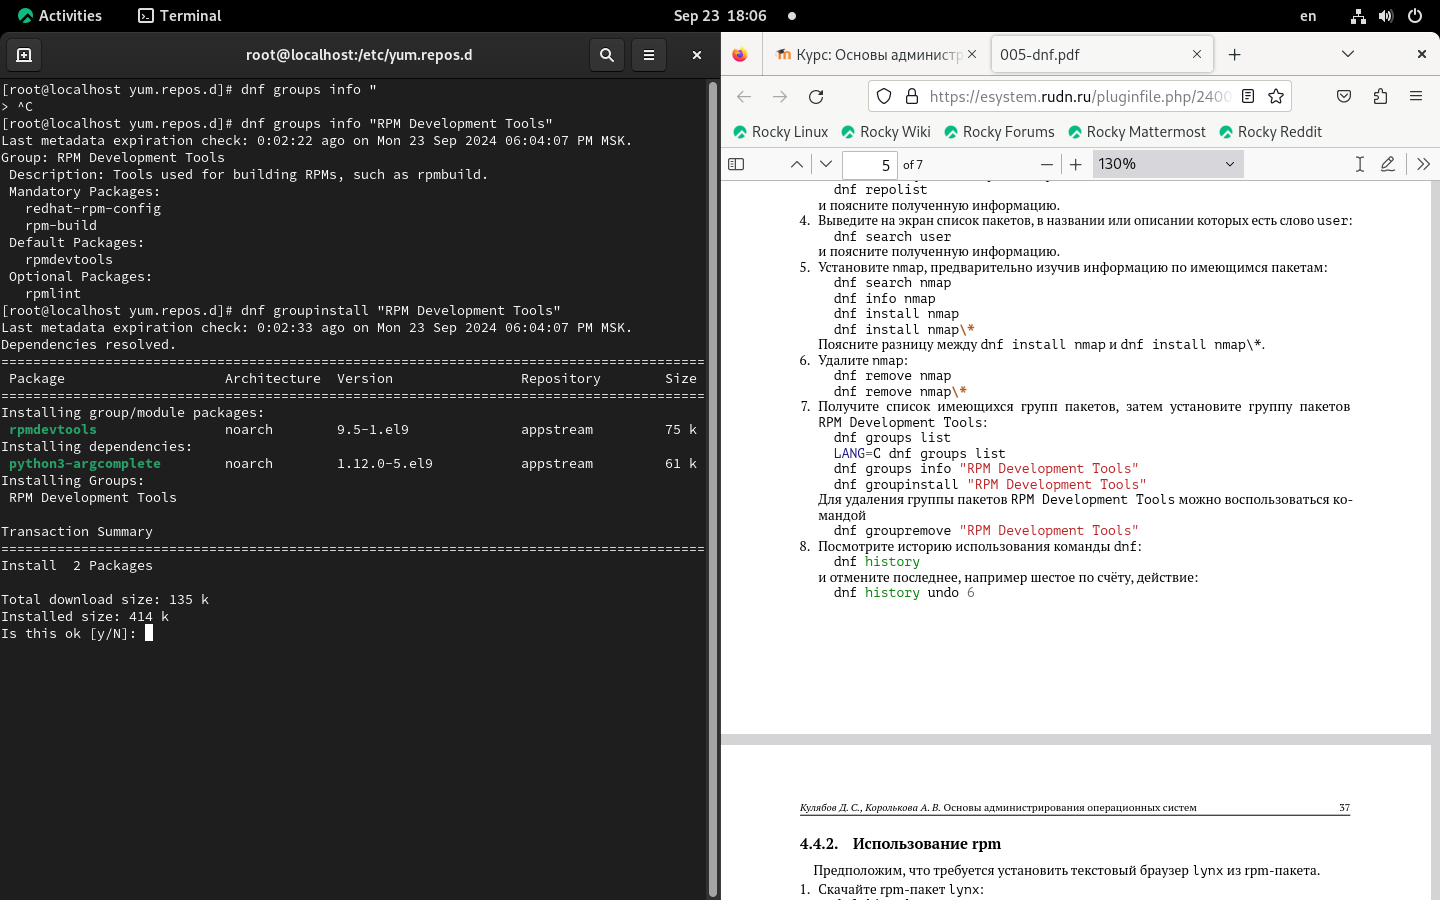 Activities
Terminal
Sep 23 18:06
en
root@localhost:/etc/yum.repos.d
[root@localhost yum.repos.d]# dnf groups info "
> ^C
[root@localhost yum.repos.d]# dnf groups info "RPM Development Tools"
Last metadata expiration check: 0:02:22 ago on Mon 23 Sep 2024 06:04:07 PM MSK.
Group: RPM Development Tools
Description: Tools used for building RPMs, such as rpmbuild.
Mandatory Packages:
redhat-rpm-config
rpm-build
Default Packages:
rpmdevtools
Optional Packages:
rpmlint
[root@localhost yum.repos.d]# dnf groupinstall "RPM Development Tools"
Last metadata expiration check: 0:02:33 ago on Mon 23 Sep 2024 06:04:07 PM MSK.
Dependencies resolved.
========================================================================================
Package Architecture Version Repository Size
========================================================================================
Installing group/module packages:
rpmdevtools noarch 9.5-1.el9 appstream 75 k
Installing dependencies:
python3-argcomplete noarch 1.12.0-5.el9 appstream 61 k
Installing Groups:
RPM Development Tools
Transaction Summary
========================================================================================
Install 2 Packages
Total download size: 135 k
Installed size: 414 k
Is this ok [y/N]:
Курс: Основы администр
005-dnf.pdf
https://esystem.rudn.ru/pluginfile.php/2400
Rocky Linux
Rocky Wiki
Rocky Forums
Rocky Mattermost
Rocky Reddit
5 of 7
130%
dnf repolist
и поясните полученную информацию.
4. Выведите на экран список пакетов, в названии или описании которых есть слово user:
dnf search user
и поясните полученную информацию.
5. Установите nmap, предварительно изучив информацию по имеющимся пакетам:
dnf search nmap
dnf info nmap
dnf install nmap
dnf install nmap\*
Поясните разницу между dnf install nmap и dnf install nmap\*.
6. Удалите nmap:
dnf remove nmap
dnf remove nmap\*
7. Получите список имеющихся групп пакетов, затем установите группу пакетов
RPM Development Tools:
dnf groups list
LANG=C dnf groups list
dnf groups info "RPM Development Tools"
dnf groupinstall "RPM Development Tools"
Для удаления группы пакетов RPM Development Tools можно воспользоваться ко-
мандой
dnf groupremove "RPM Development Tools"
8. Посмотрите историю использования команды dnf:
dnf history
и отмените последнее, например шестое по счёту, действие:
dnf history undo 6
Кулябов Д. С., Королькова А. В. Основы администрирования операционных систем 37
4.4.2. Использование rpm
Предположим, что требуется установить текстовый браузер lynx из rpm-пакета.
1. Скачайте rpm-пакет lynx: